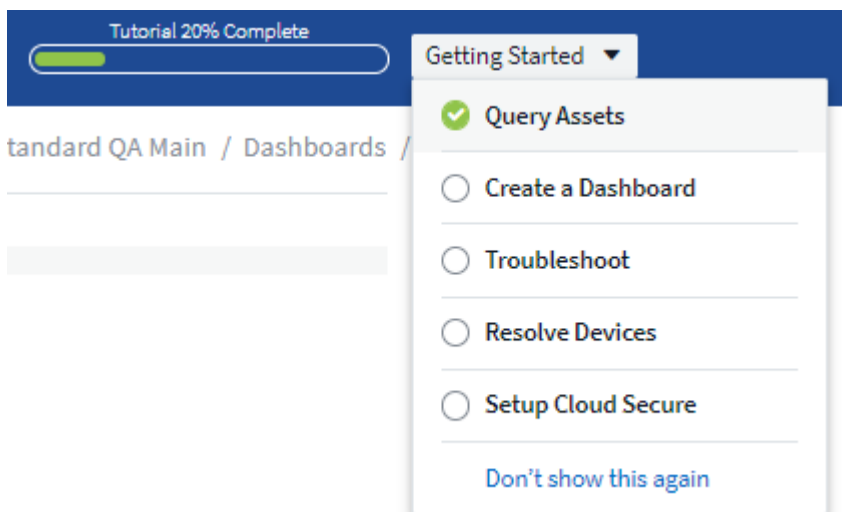 Tutorial 20% Complete
Getting Started
Query Assets
tandard QA Main / Dashboards /
Create a Dashboard
Troubleshoot
Resolve Devices
Setup Cloud Secure
Don't show this again